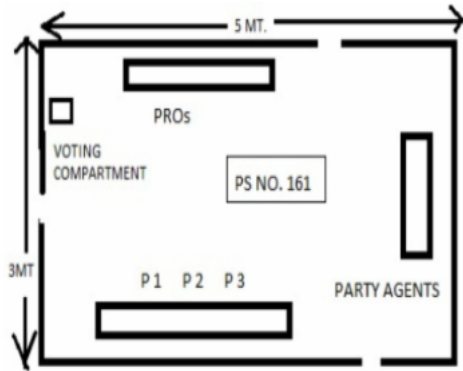 5 MT.
PROs
VOTING
COMPARTMENT
PS NO. 161
3MT
P 1 P 2 P 3
PARTY AGENTS